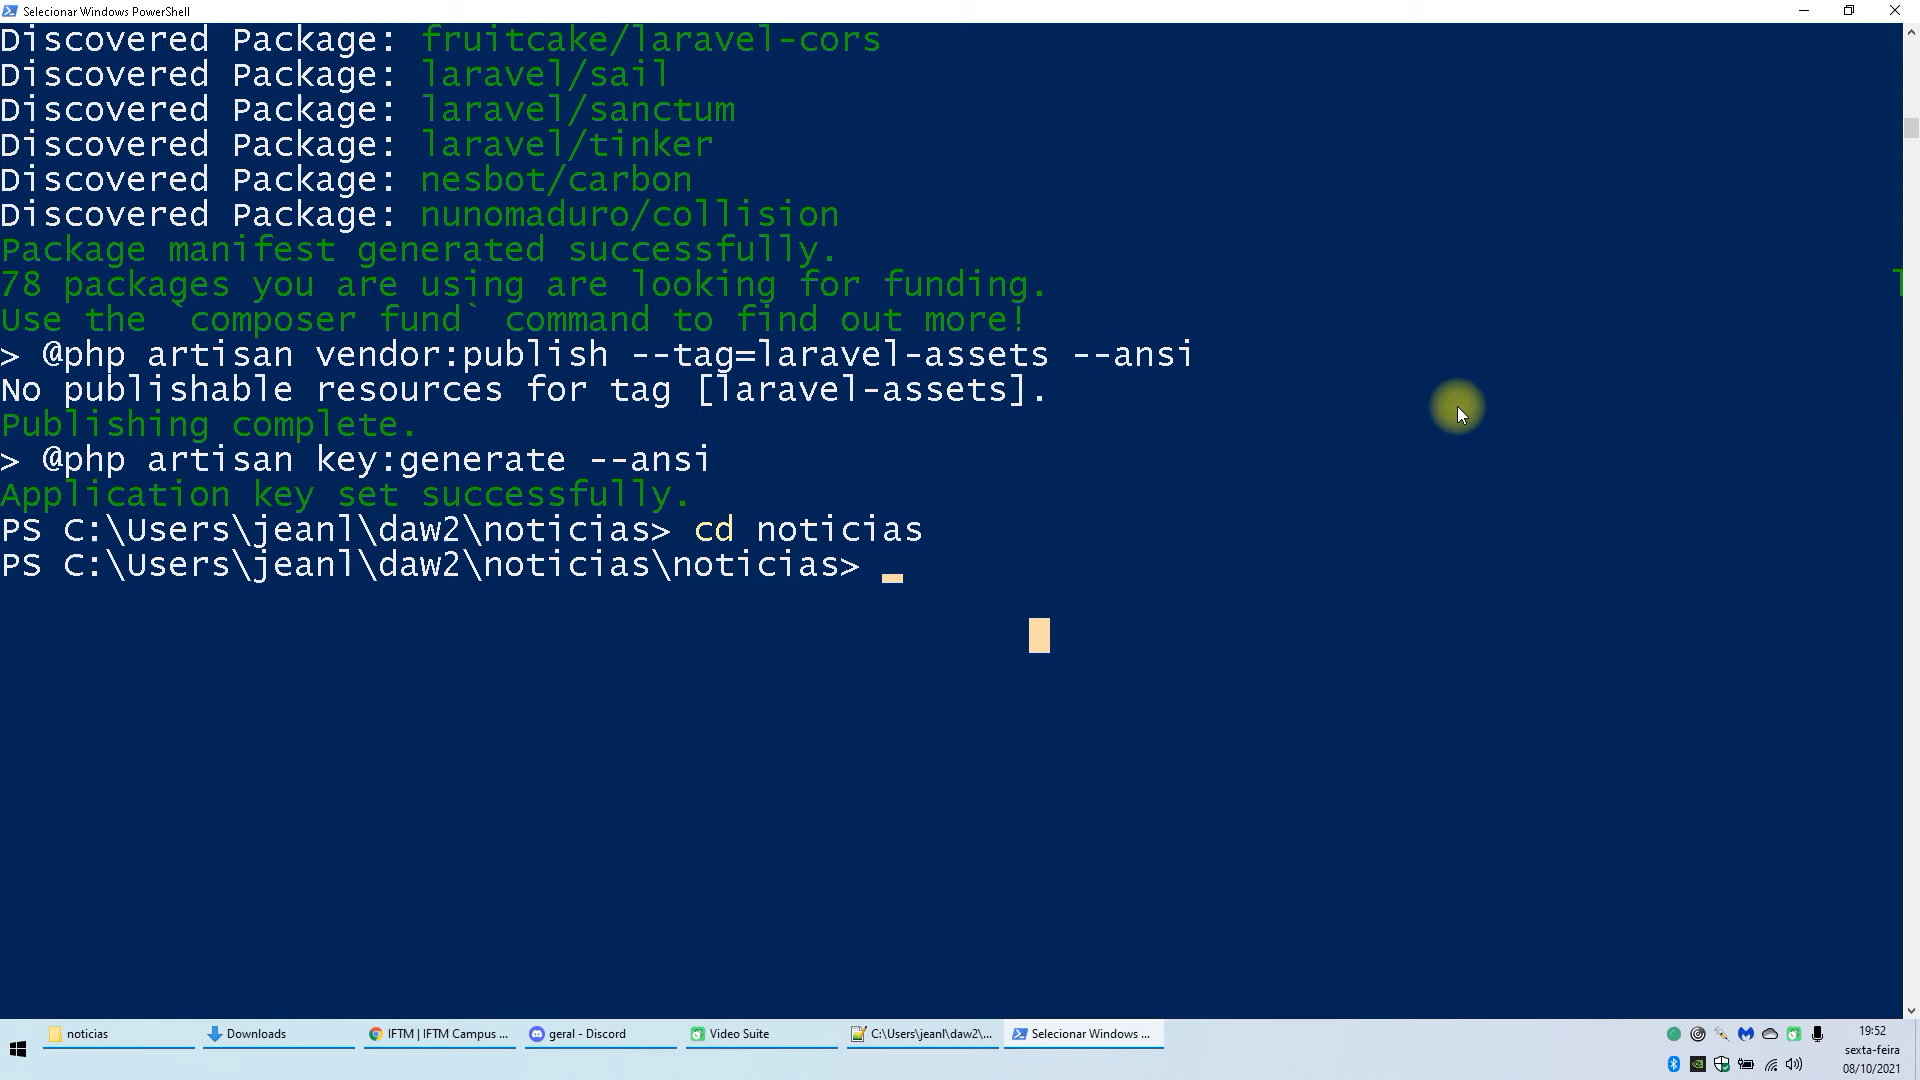 Selecionar Windows PowerShell
Discovered Package: fruitcake/laravel-cors
Discovered Package: laravel/sail
Discovered Package: laravel/sanctum
Discovered Package: laravel/tinker
Discovered Package: nesbot/carbon
Discovered Package: nunomaduro/collision
Package manifest generated successfully.
78 packages you are using are looking for funding.
Use the `composer fund` command to find out more!
> @php artisan vendor:publish --tag=laravel-assets --ansi
No publishable resources for tag [laravel-assets].
Publishing complete.
> @php artisan key:generate --ansi
Application key set successfully.
PS C:\Users\jeanl\daw2\noticias> cd noticias
PS C:\Users\jeanl\daw2\noticias\noticias>
noticias
Downloads
IFTM | IFTM Campus ...
geral - Discord
Video Suite
C:\Users\jeanl\daw2\...
Selecionar Windows ...
19:52
sexta-feira
08/10/2021